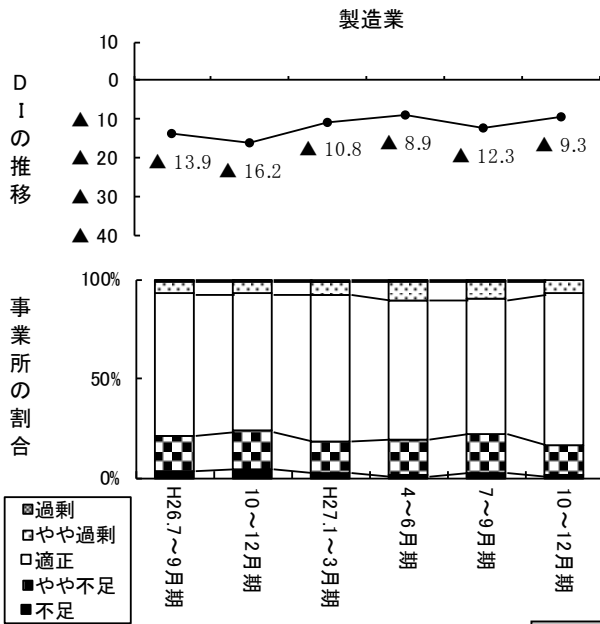 製造業
DIの推移
10
0
▲ 10
▲ 20
▲ 30
▲ 40
▲ 13.9
▲ 16.2
▲ 10.8
▲ 8.9
▲ 12.3
▲ 9.3
事業所の割合
100%
50%
0%
H26.7~9月期
10~12月期
H27.1~3月期
4~6月期
7~9月期
10~12月期
過剰
やや過剰
適正
やや不足
不足